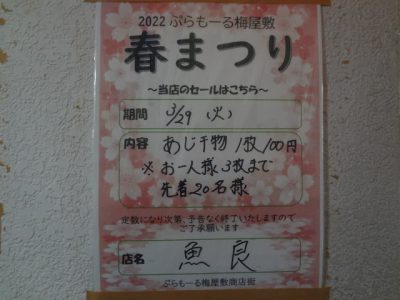 2022 ぷらもーる梅屋敷
春まつり
～当店のセールはこちら～
期間 3/29 (火)
内容 あじ干物 1枚100円
※お一人様3枚まで
先着20名様
定数になり次第、予告なく終了いたしますので
ご了承願います
店名 魚良
ぷらもーる梅屋敷商店街